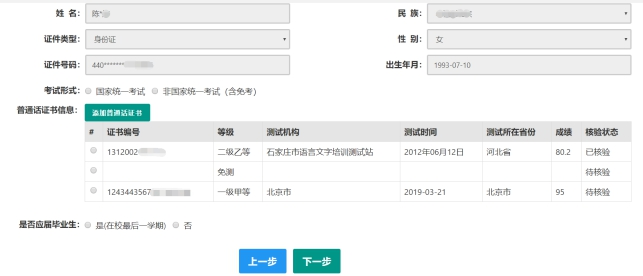 姓 名： 陈* 民 族：
证件类型： 身份证 性 别： 女
证件号码： 440******* 出生年月： 1993-07-10
考试形式： 国家统一考试 非国家统一考试（含免考）
普通话证书信息： 添加普通话证书
# 证书编号 等级 测试机构 测试时间 测试所在省份 成绩 核验状态
1312002 二级乙等 石家庄市语言文字培训测试站 2012年06月12日 河北省 80.2 已核验
免测 待核验
1243443567 一级甲等 北京市 2019-03-21 北京市 95 待核验
是否应届毕业生： 是(在校最后一学期) 否
上一步 下一步